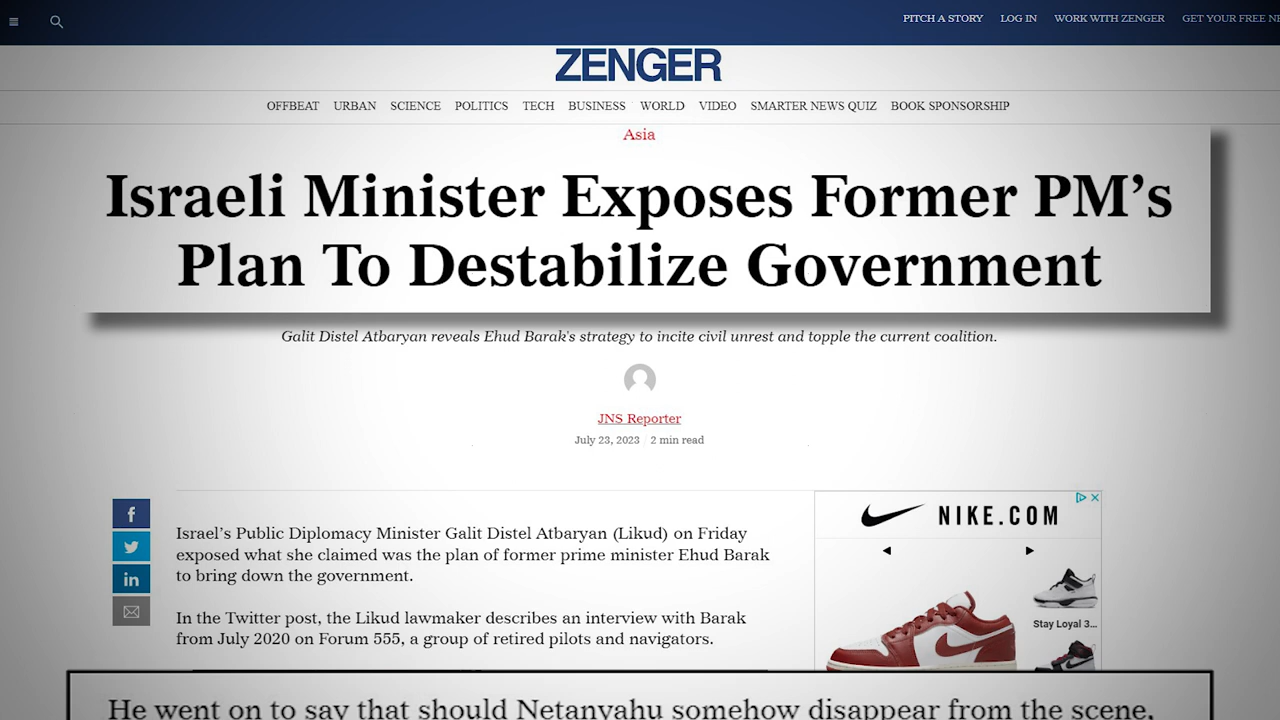 PITCH A STORY LOG IN WORK WITH ZENGER GET YOUR FREE
ZENGER
OFFBEAT URBAN SCIENCE POLITICS TECH BUSINESS WORLD VIDEO SMARTER NEWS QUIZ BOOK SPONSORSHIP
Asia
Israeli Minister Exposes Former PM’s
Plan To Destabilize Government
Galit Distel Atbaryan reveals Ehud Barak's strategy to incite civil unrest and topple the current coalition.
JNS Reporter
July 23, 2023 2 min read
Israel’s Public Diplomacy Minister Galit Distel Atbaryan (Likud) on Friday
exposed what she claimed was the plan of former prime minister Ehud Barak
to bring down the government.
In the Twitter post, the Likud lawmaker describes an interview with Barak
from July 2020 on Forum 555, a group of retired pilots and navigators.
NIKE.COM
Stay Loyal 3...
He went on to say that should Netanyahu somehow disappear from the scene,